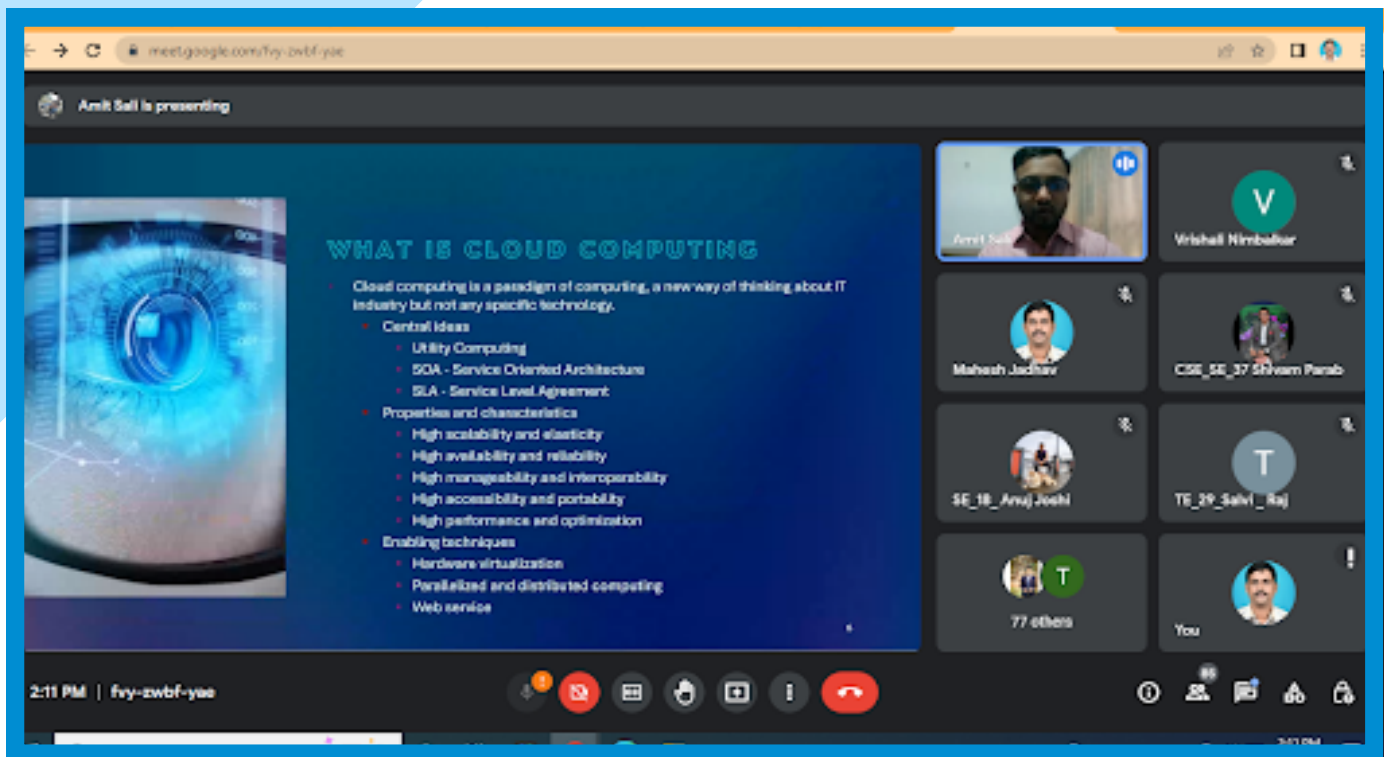 meet.google.com/fvy-zwbf-yae
Amit Sali is presenting
WHAT IS CLOUD COMPUTING
Cloud computing is a paradigm of computing, a new way of thinking about IT
industry but not any specific technology.
Central ideas
Utility Computing
SOA - Service Oriented Architecture
SLA - Service Level Agreement
Properties and characteristics
High scalability and elasticity
High availability and reliability
High manageability and interoperability
High accessibility and portability
High performance and optimization
Enabling techniques
Hardware virtualization
Parallelized and distributed computing
Web service
Amit Sali
V
Vrishali Nimbalkar
Mahesh Jadhav
CSE_SE_37 Shivam Parab
SE_18_Anuj Joshi
T
TE_29_Salvi_ Raj
T
77 others
You
2:11 PM | fvy-zwbf-yae
85